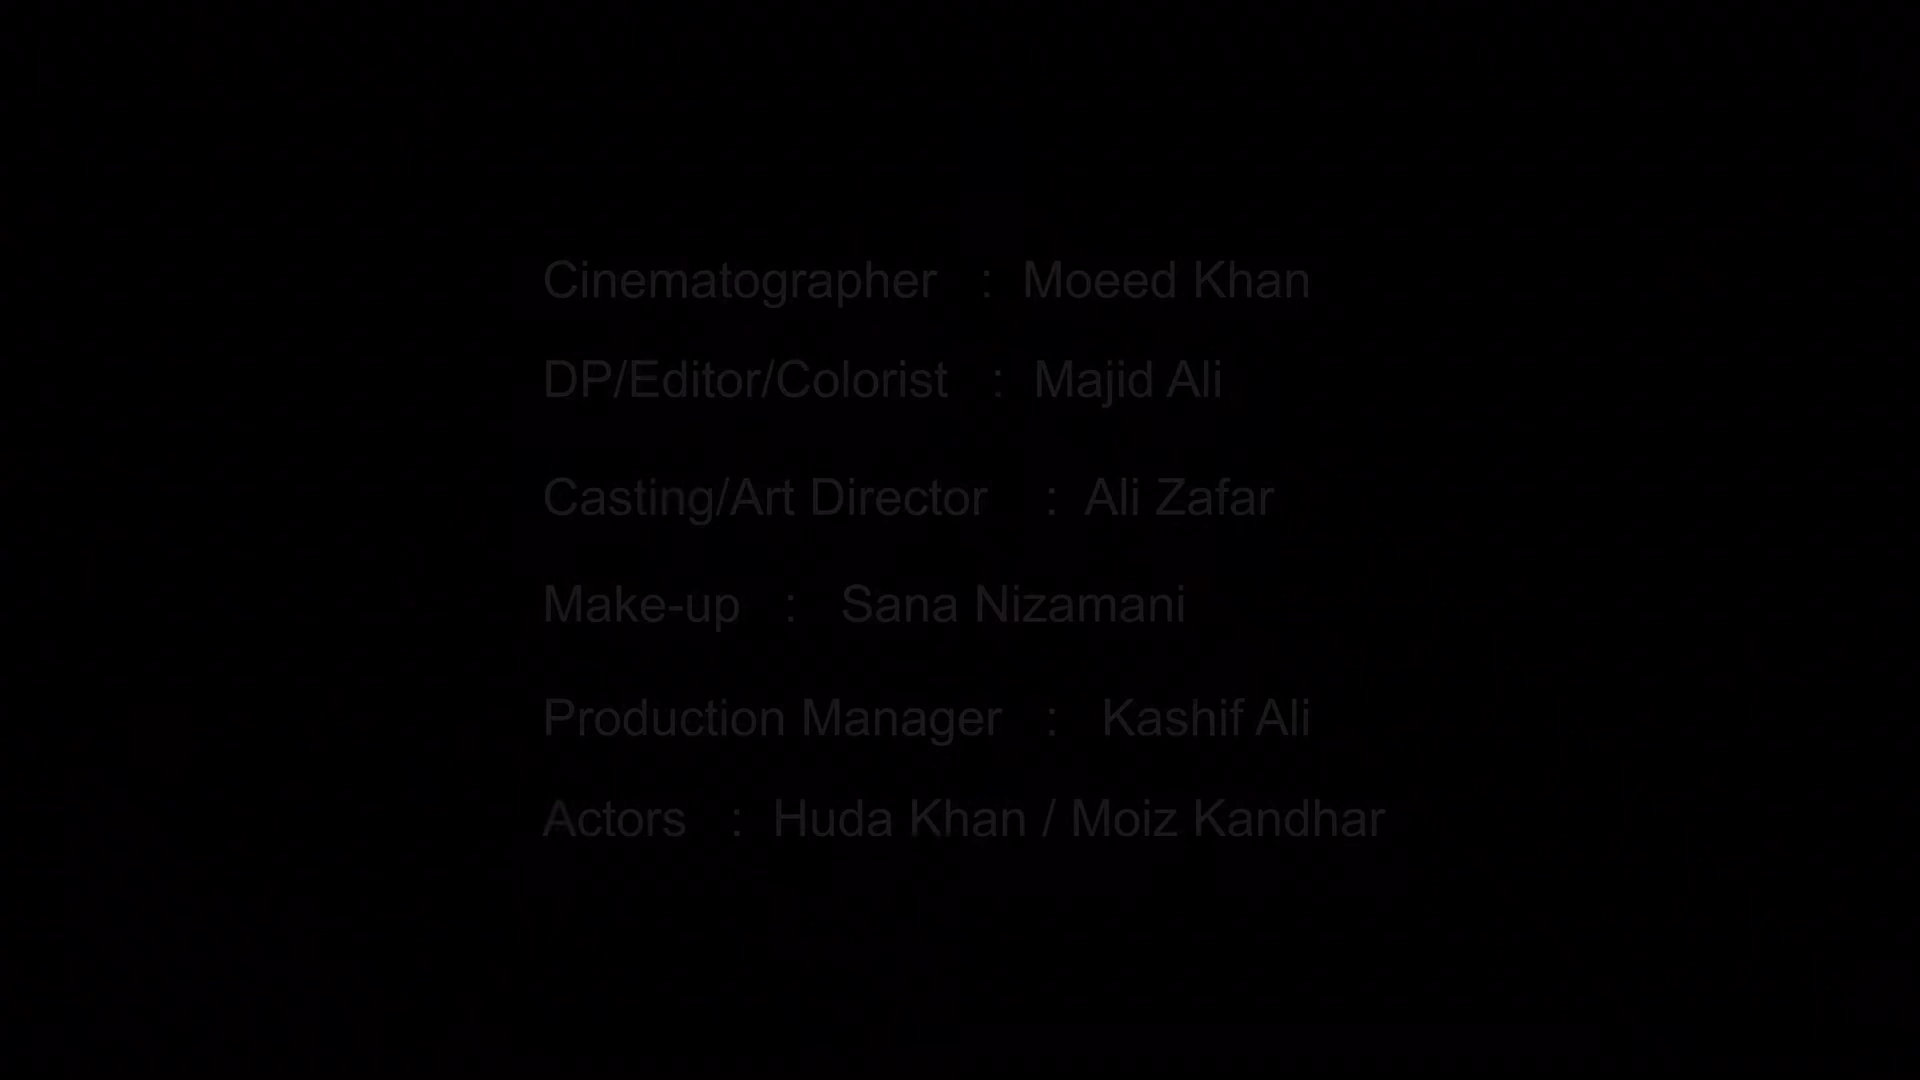 Cinematographer : Moeed Khan
DP/Editor/Colorist : Majid Ali
Casting/Art Director : Ali Zafar
Make-up : Sana Nizamani
Production Manager : Kashif Ali
Actors : Huda Khan / Moiz Kandhar